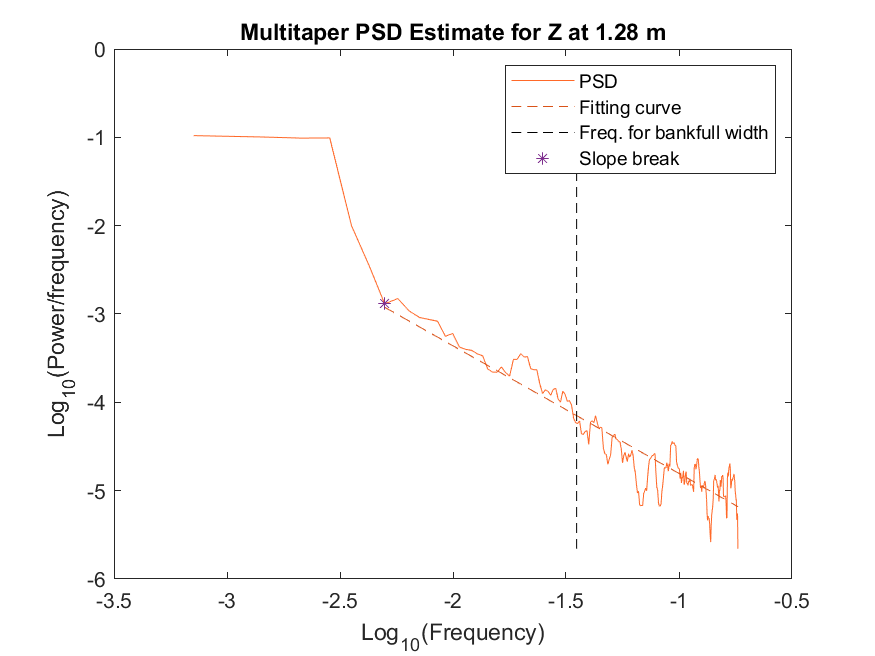 Multitaper PSD Estimate for Z at 1.28 m
PSD
Fitting curve
Freq. for bankfull width
Slope break
Log10(Power/frequency)
0
-1
-2
-3
-4
-5
-6
-3.5 -3 -2.5 -2 -1.5 -1 -0.5
Log10(Frequency)